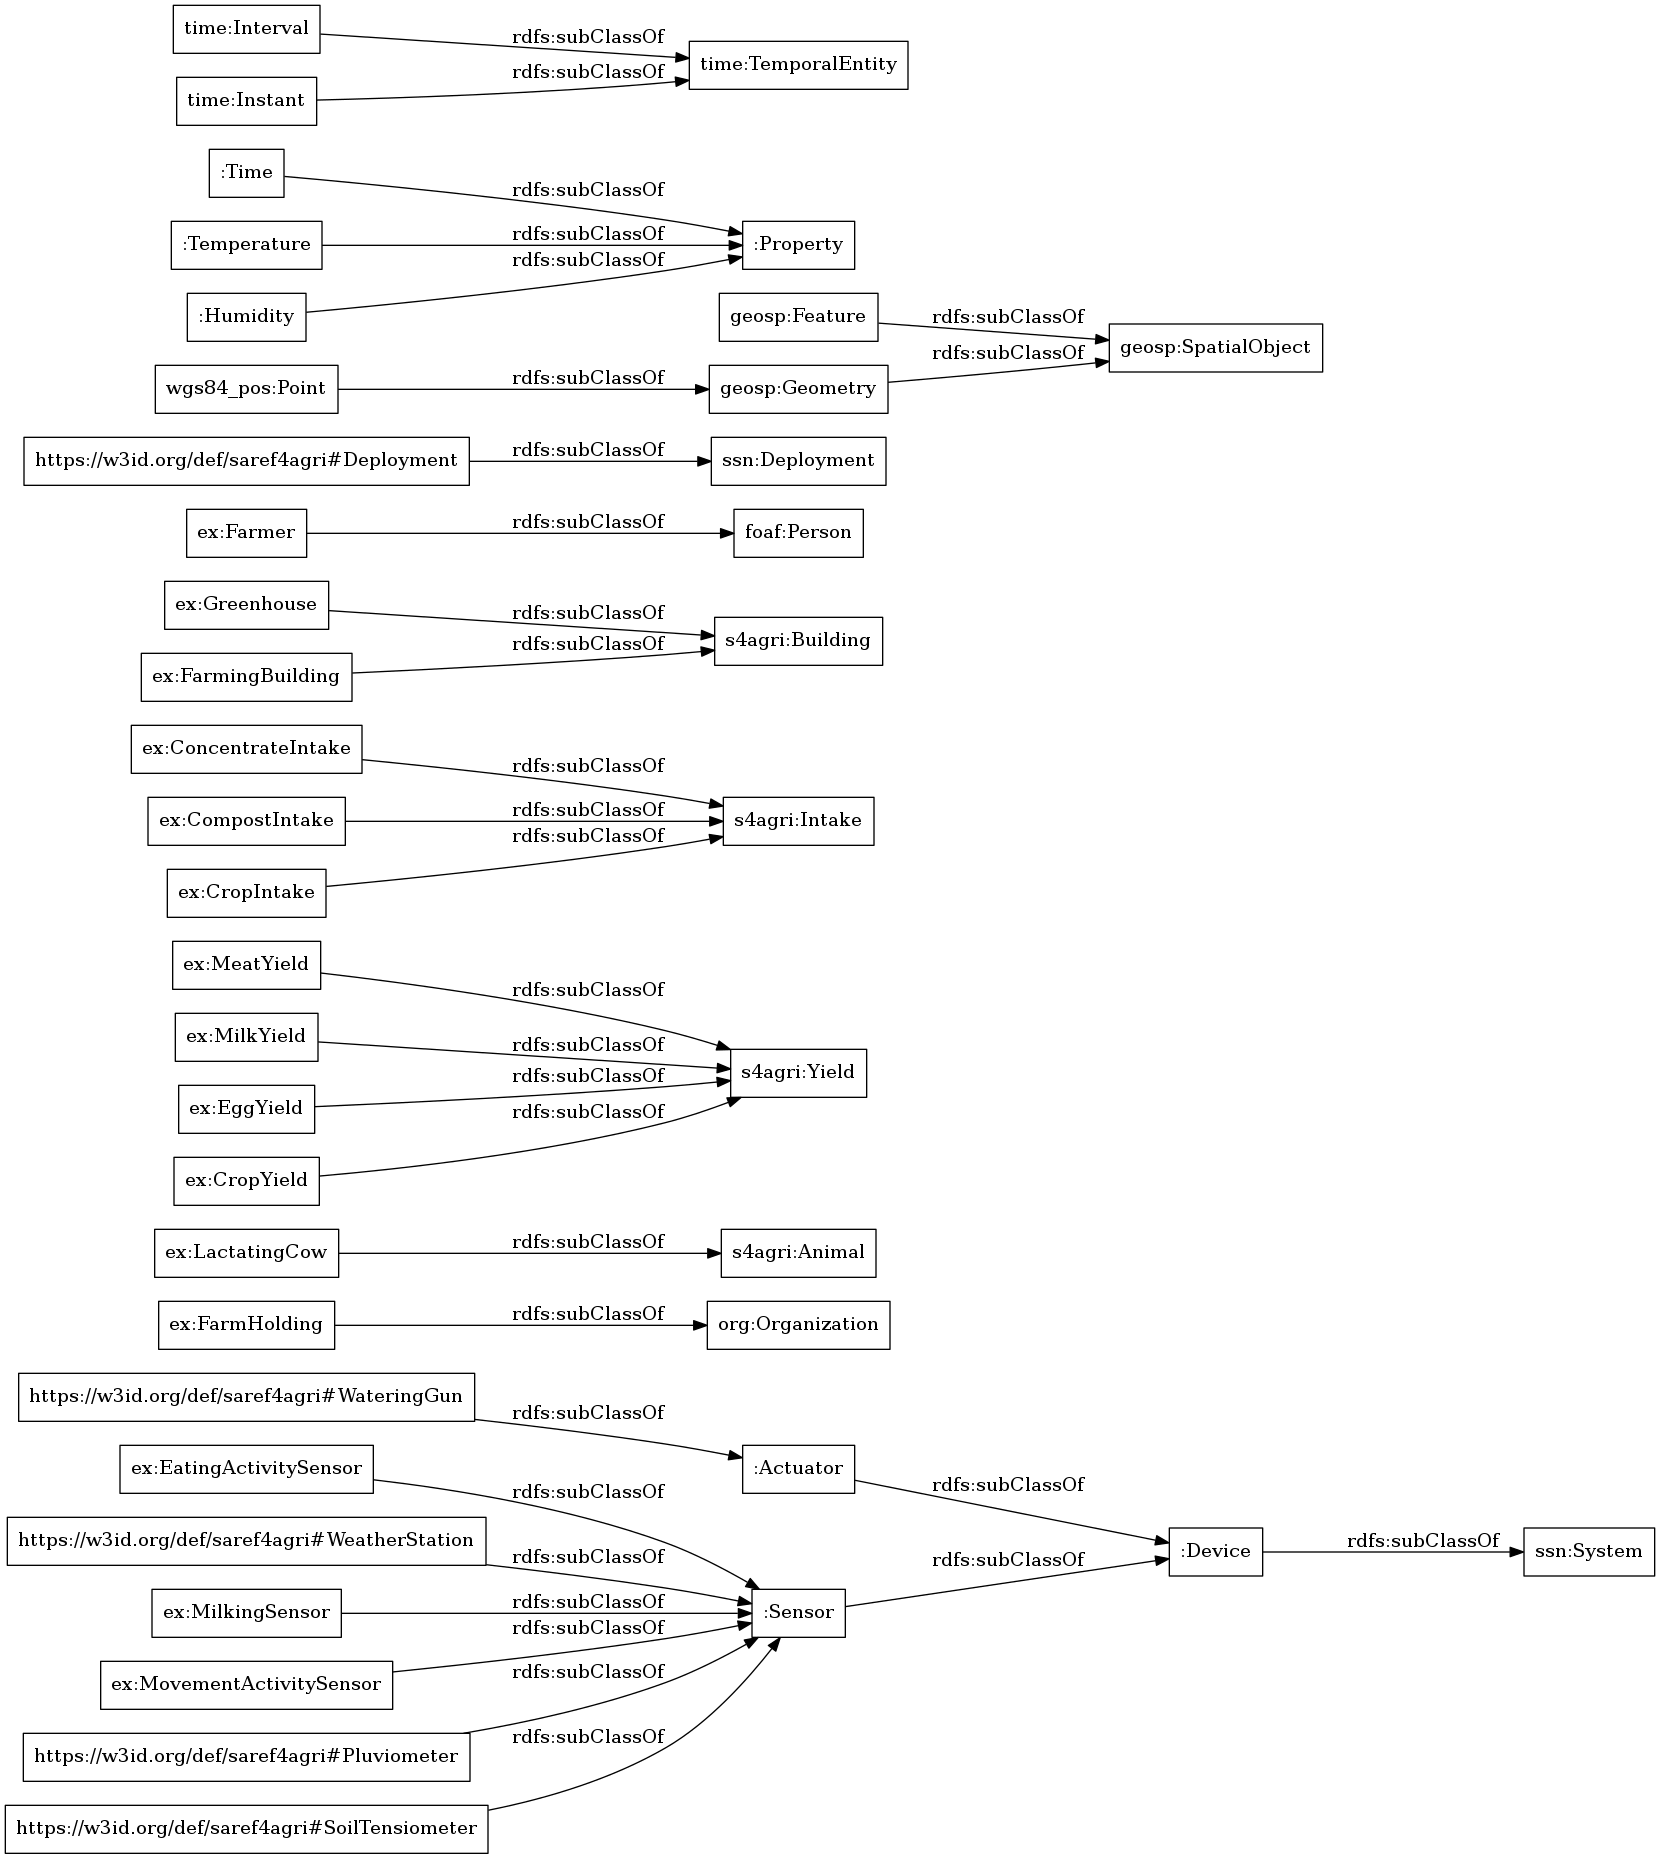 time:Interval
rdfs:subClassOf
time:TemporalEntity
rdfs:subClassOf
time:Instant
:Time
rdfs:subClassOf
:Temperature
rdfs:subClassOf
:Property
rdfs:subClassOf
:Humidity
geosp:Feature
rdfs:subClassOf
geosp:SpatialObject
rdfs:subClassOf
wgs84_pos:Point
rdfs:subClassOf
geosp:Geometry
https://w3id.org/def/saref4agri#Deployment
rdfs:subClassOf
ssn:Deployment
ex:Farmer
rdfs:subClassOf
foaf:Person
ex:Greenhouse
rdfs:subClassOf
s4agri:Building
rdfs:subClassOf
ex:FarmingBuilding
ex:ConcentrateIntake
rdfs:subClassOf
ex:CompostIntake
rdfs:subClassOf
s4agri:Intake
rdfs:subClassOf
ex:CropIntake
ex:MeatYield
rdfs:subClassOf
ex:MilkYield
rdfs:subClassOf
s4agri:Yield
rdfs:subClassOf
ex:EggYield
rdfs:subClassOf
ex:CropYield
ex:LactatingCow
rdfs:subClassOf
s4agri:Animal
ex:FarmHolding
rdfs:subClassOf
org:Organization
https://w3id.org/def/saref4agri#WateringGun
rdfs:subClassOf
:Actuator
rdfs:subClassOf
ex:EatingActivitySensor
rdfs:subClassOf
https://w3id.org/def/saref4agri#WeatherStation
rdfs:subClassOf
:Device
rdfs:subClassOf
ssn:System
rdfs:subClassOf
ex:MilkingSensor
rdfs:subClassOf
:Sensor
rdfs:subClassOf
ex:MovementActivitySensor
rdfs:subClassOf
https://w3id.org/def/saref4agri#Pluviometer
rdfs:subClassOf
https://w3id.org/def/saref4agri#SoilTensiometer